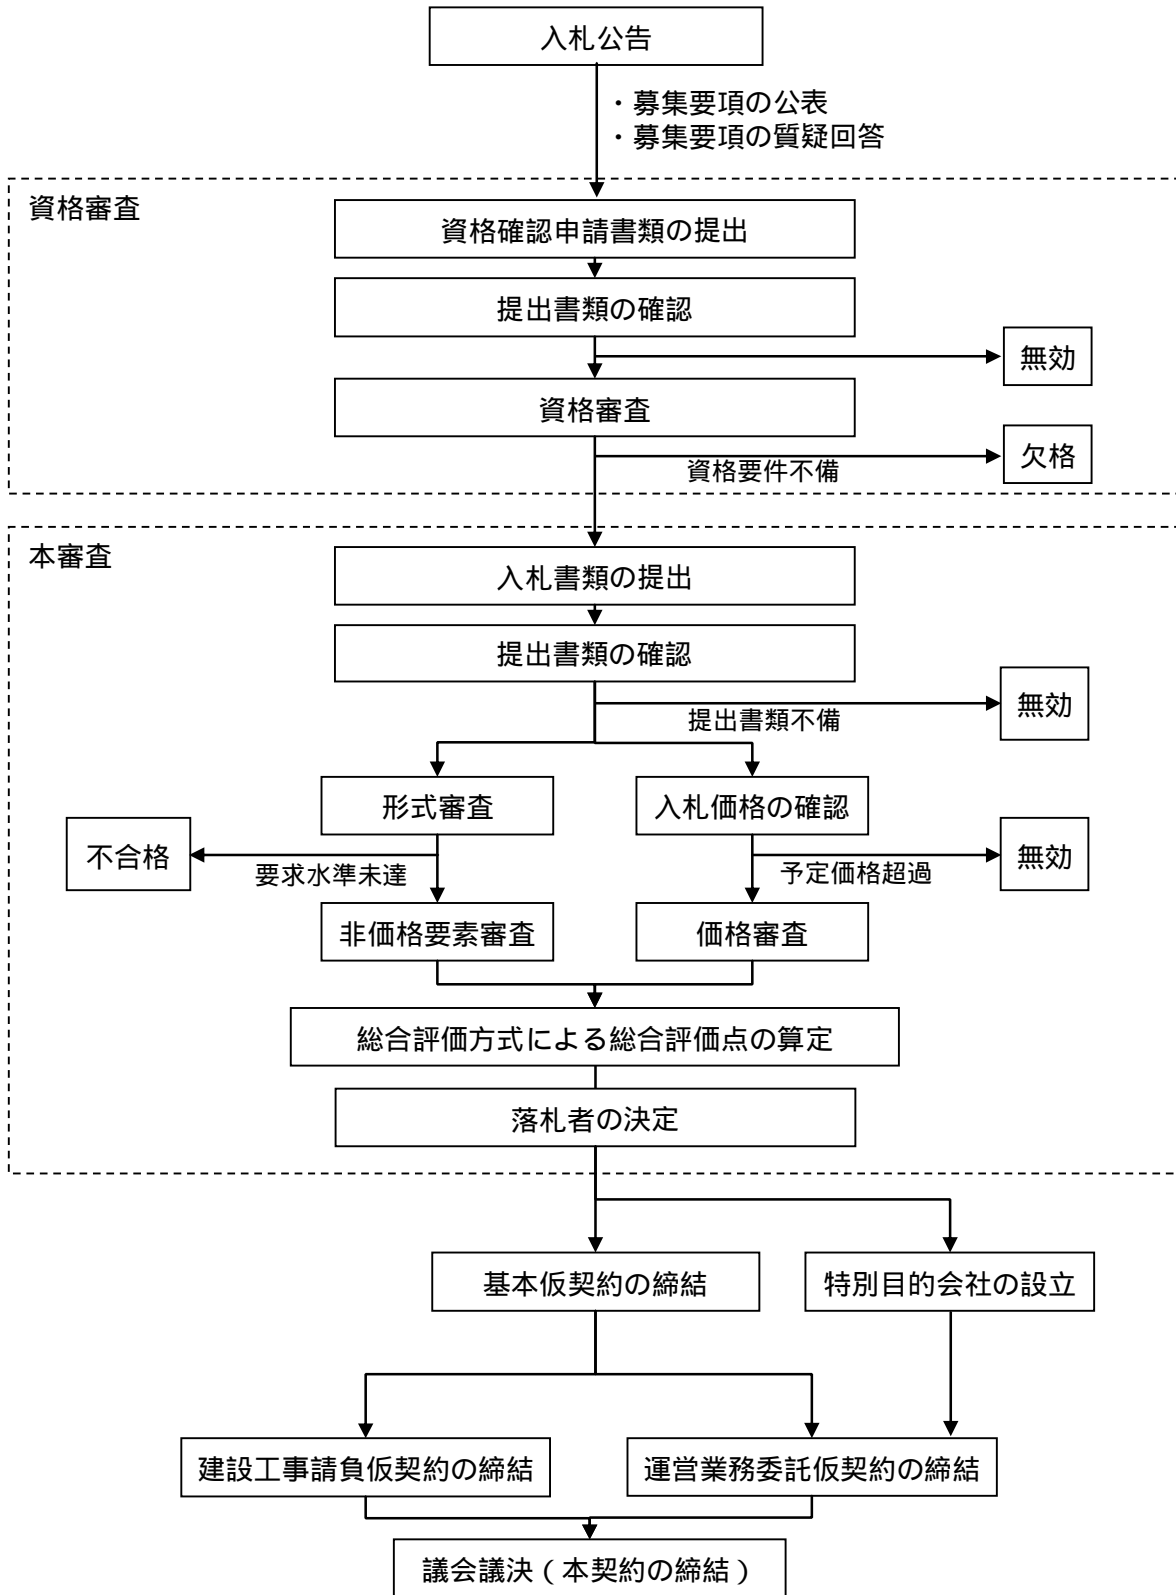 入札公告
・募集要項の公表
・募集要項の質疑回答
資格審査
資格確認申請書類の提出
提出書類の確認
無効
資格審査
欠格
資格要件不備
本審査
入札書類の提出
提出書類の確認
無効
提出書類不備
形式審査
入札価格の確認
不合格
要求水準未達
予定価格超過
無効
非価格要素審査
価格審査
総合評価方式による総合評価点の算定
落札者の決定
基本仮契約の締結
特別目的会社の設立
建設工事請負仮契約の締結
運営業務委託仮契約の締結
議会議決（本契約の締結）